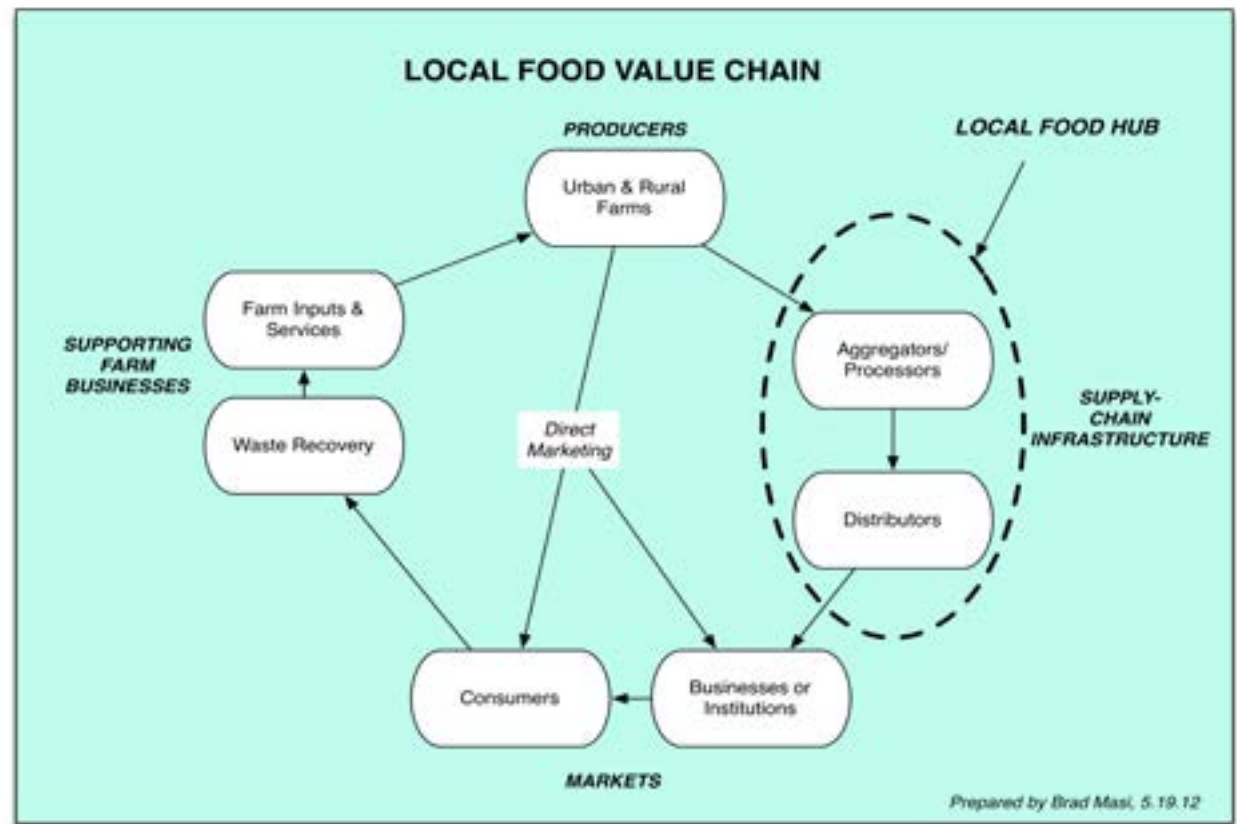 LOCAL FOOD VALUE CHAIN
PRODUCERS
LOCAL FOOD HUB
Urban & Rural
Farms
Farm Inputs &
Services
SUPPORTING
FARM
BUSINESSES
Aggregators/
Processors
SUPPLY-
CHAIN
INFRASTRUCTURE
Waste Recovery
Direct
Marketing
Distributors
Consumers
Businesses or
Institutions
MARKETS
Prepared by Brad Masi, 5.19.12